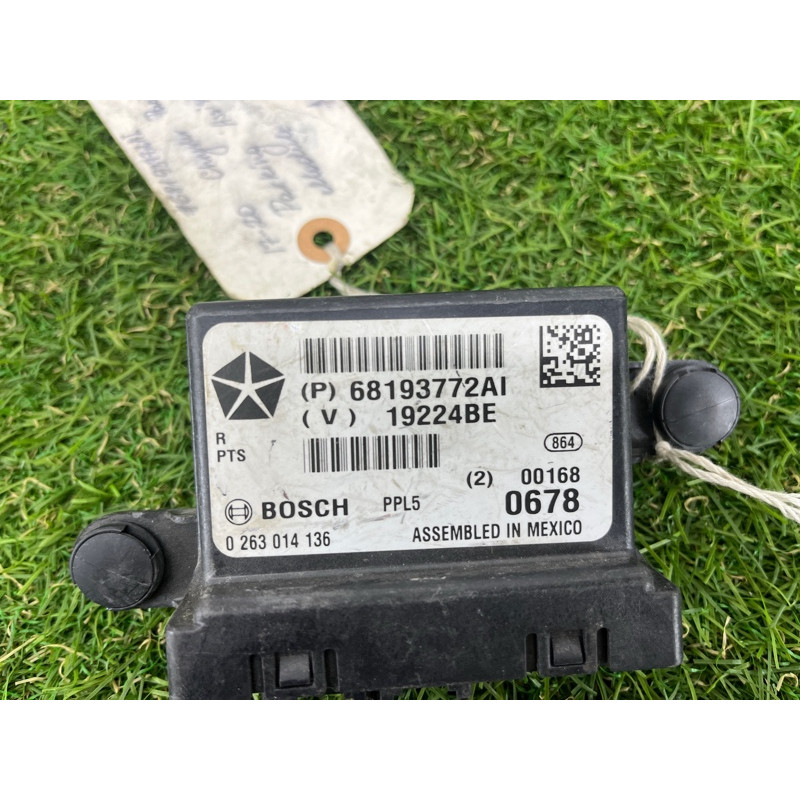 (P) 68193772AI
(V) 19224BE
R
PTS
864
(2) 00168
BOSCH PPL5 0678
0 263 014 136 ASSEMBLED IN MEXICO